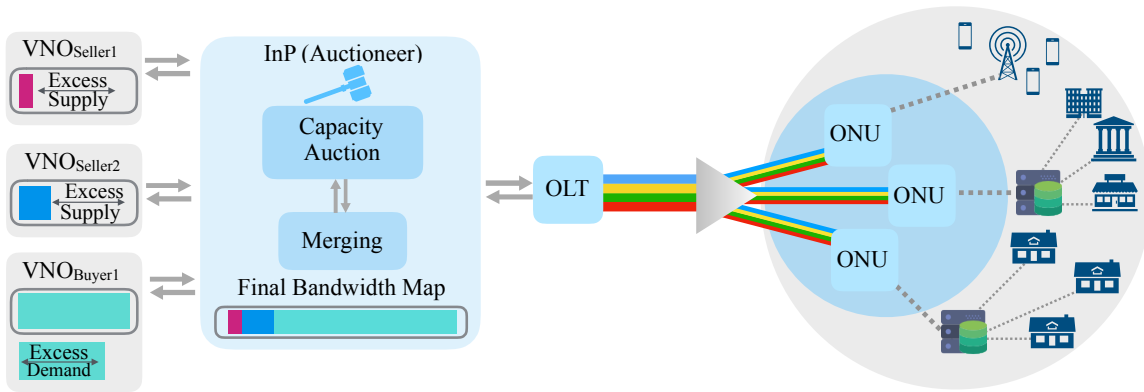 VNOSeller1
Excess
Supply
VNOSeller2
Excess
Supply
VNOBuyer1
Excess
Demand
InP (Auctioneer)
Capacity
Auction
Merging
Final Bandwidth Map
OLT
ONU
ONU
ONU